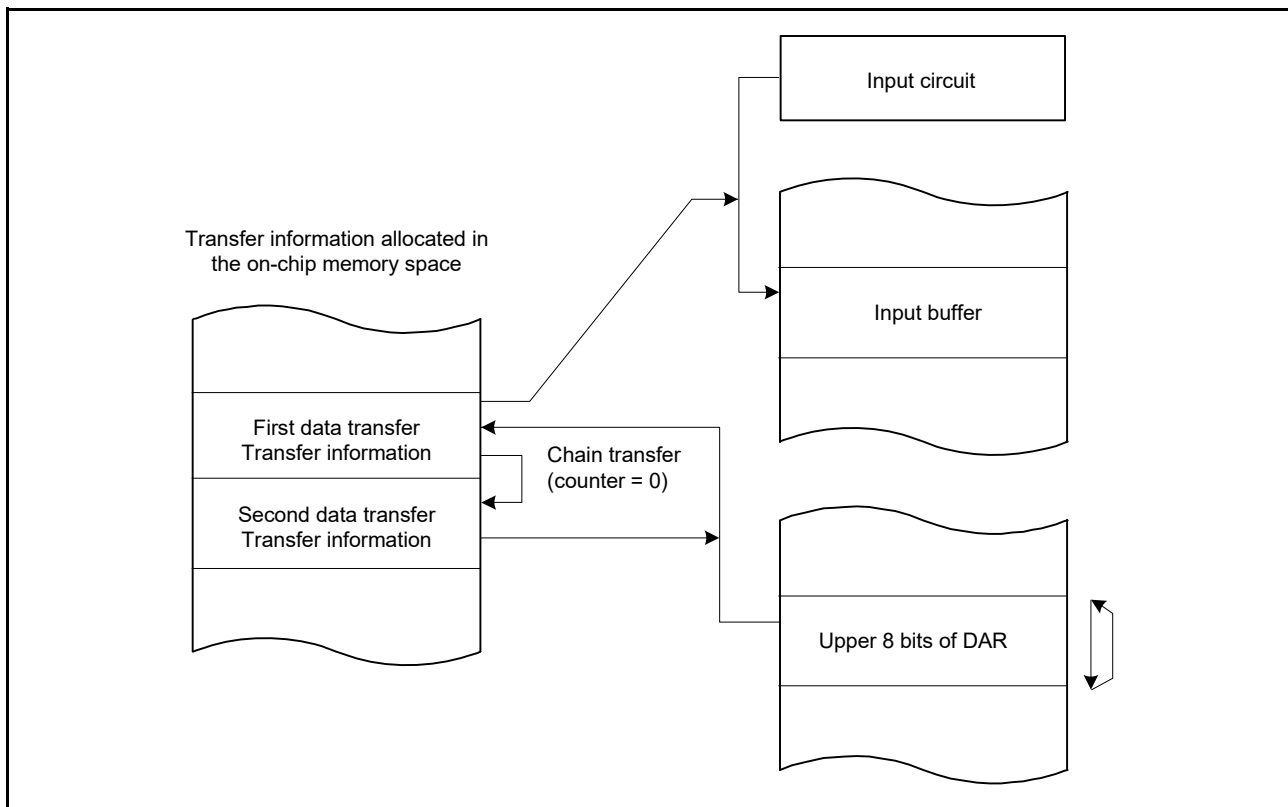 Input circuit
Transfer information allocated in
the on-chip memory space
Input buffer
First data transfer
Transfer information
Chain transfer
(counter = 0)
Second data transfer
Transfer information
Upper 8 bits of DAR